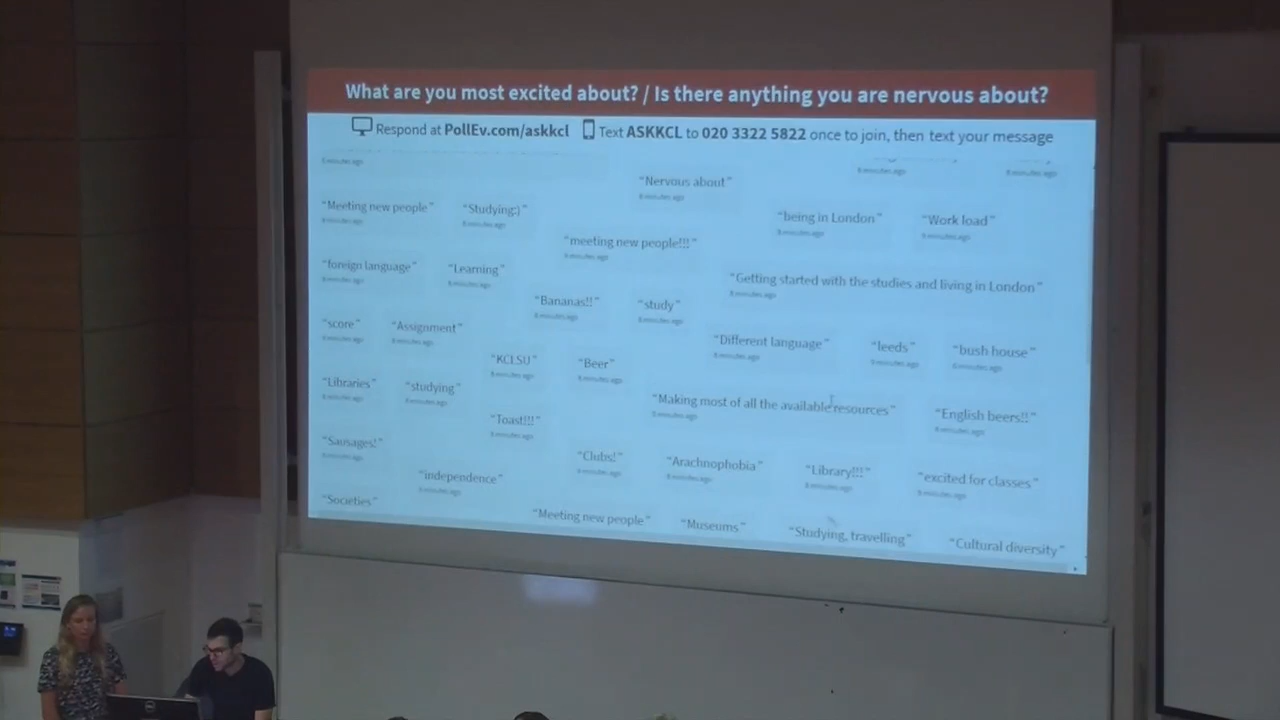 What are you most excited about? / Is there anything you are nervous about?
Respond at PollEv.com/askkcl Text ASKKCL to 020 3322 5822 once to join, then text your message
"Nervous about"
"Meeting new people" "Studying:)"
"being in London" "Work load"
"meeting new people!!!"
"foreign language" "Learning"
"Getting started with the studies and living in London"
"Bananas!!" "study"
"score" "Assignment"
"Different language" "leeds" "bush house"
"KCLSU" "Beer"
"Libraries" "studying"
"Making most of all the available resources" "English beers!!"
"Toast!!!"
"Sausages!"
"Clubs!" "Arachnophobia" "Library!!!" "excited for classes"
"independence"
"Societies"
"Meeting new people" "Museums" "Studying, travelling" "Cultural diversity"